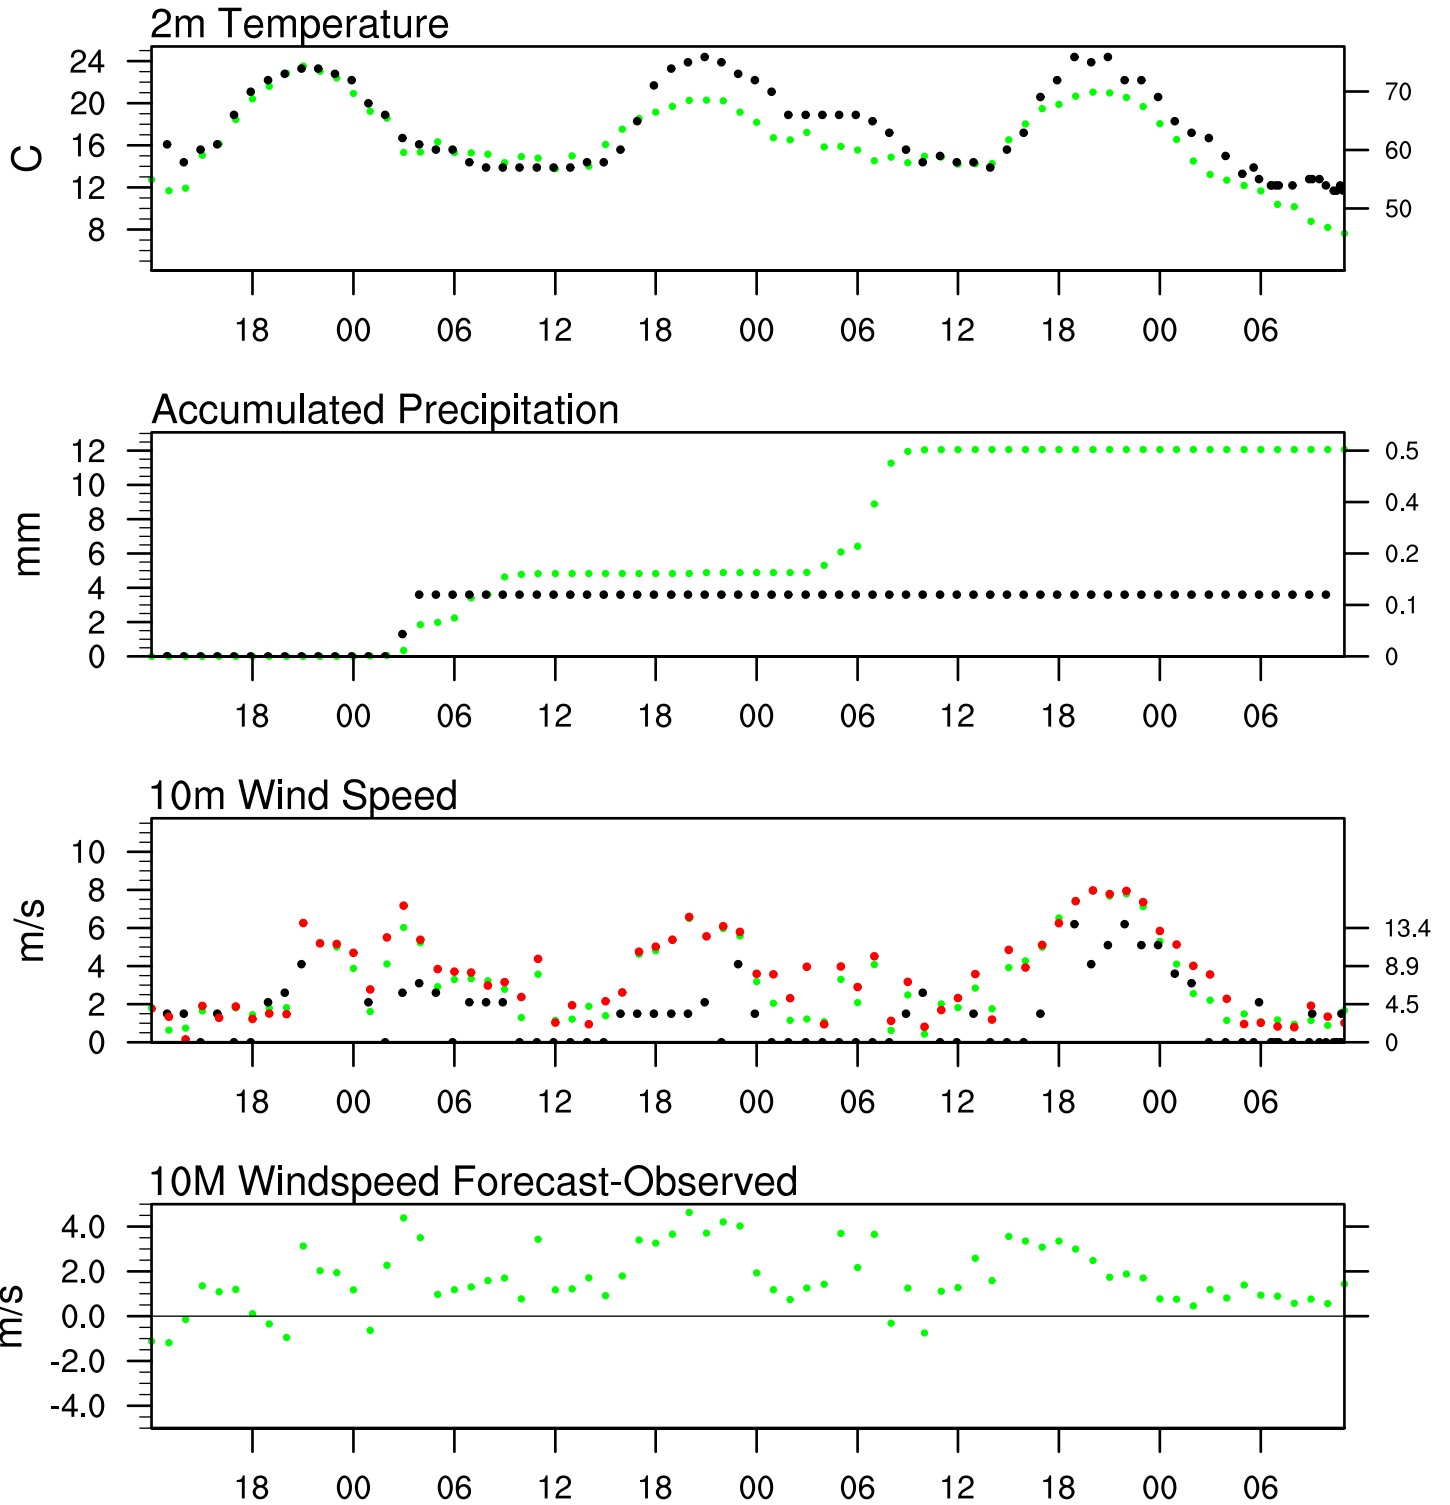 2m Temperature
24
20
16
12
8
C
70
60
50
18 00 06 12 18 00 06 12 18 00 06
Accumulated Precipitation
12
10
8
6
4
2
0
mm
0.5
0.4
0.2
0.1
0
18 00 06 12 18 00 06 12 18 00 06
10m Wind Speed
10
8
6
4
2
0
m/s
13.4
8.9
4.5
0
18 00 06 12 18 00 06 12 18 00 06
10M Windspeed Forecast-Observed
4.0
2.0
0.0
-2.0
-4.0
m/s
18 00 06 12 18 00 06 12 18 00 06